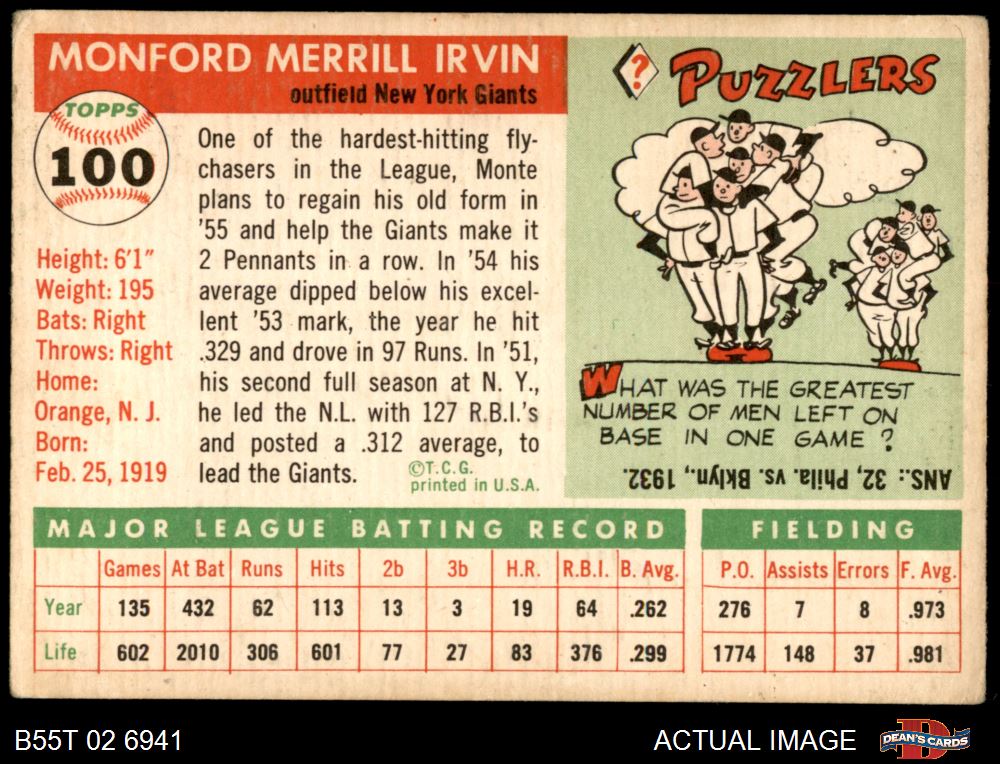 MONFORD MERRILL IRVIN
outfield New York Giants
TOPPS
100
Height: 6'1"
Weight: 195
Bats: Right
Throws: Right
Home:
Orange, N. J.
Born:
Feb. 25, 1919
One of the hardest-hitting fly-
chasers in the League, Monte
plans to regain his old form in
'55 and help the Giants make it
2 Pennants in a row. In '54 his
average dipped below his excel-
lent '53 mark, the year he hit
.329 and drove in 97 Runs. In '51,
his second full season at N. Y.,
he led the N.L. with 127 R.B.I.'s
and posted a .312 average, to
lead the Giants.
©T.C.G.
printed in U.S.A.
? PUZZLERS
WHAT WAS THE GREATEST
NUMBER OF MEN LEFT ON
BASE IN ONE GAME ?
ANS.: 32, Phila. vs. Bklyn., 1932.
MAJOR LEAGUE BATTING RECORD
Games At Bat Runs Hits 2b 3b H.R. R.B.I. B. Avg.
Year 135 432 62 113 13 3 19 64 .262
Life 602 2010 306 601 77 27 83 376 .299
FIELDING
P.O. Assists Errors F. Avg.
276 7 8 .973
1774 148 37 .981
B55T 02 6941
ACTUAL IMAGE
D
DEAN'S CARDS